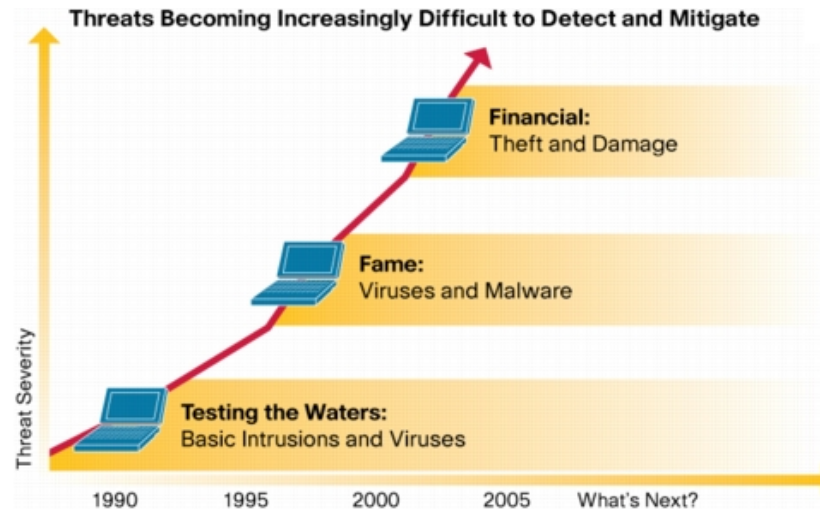 Threats Becoming Increasingly Difficult to Detect and Mitigate
Financial:
Theft and Damage
Fame:
Viruses and Malware
Testing the Waters:
Basic Intrusions and Viruses
Threat Severity
1990 1995 2000 2005 What's Next?